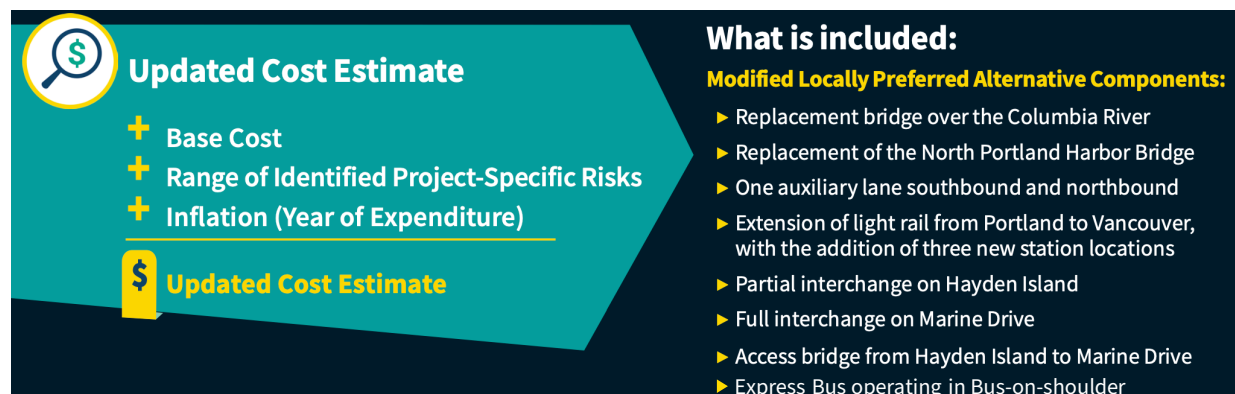 $
Updated Cost Estimate
+ Base Cost
+ Range of Identified Project-Specific Risks
+ Inflation (Year of Expenditure)
$ Updated Cost Estimate
What is included:
Modified Locally Preferred Alternative Components:
▶ Replacement bridge over the Columbia River
▶ Replacement of the North Portland Harbor Bridge
▶ One auxiliary lane southbound and northbound
▶ Extension of light rail from Portland to Vancouver,
with the addition of three new station locations
▶ Partial interchange on Hayden Island
▶ Full interchange on Marine Drive
▶ Access bridge from Hayden Island to Marine Drive
▶ Express Bus operating in Bus-on-shoulder